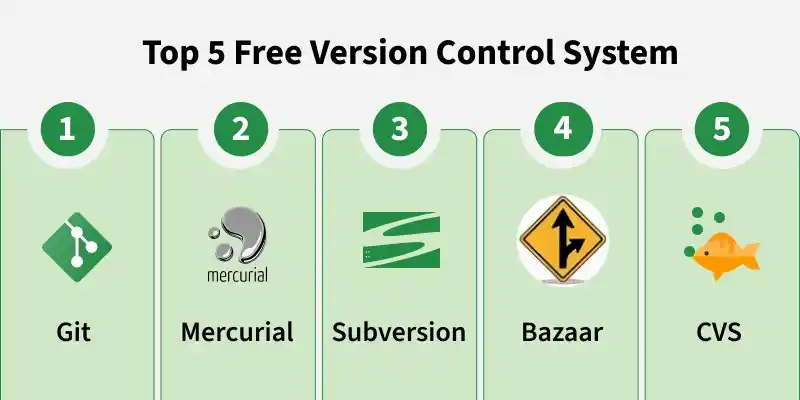 Top 5 Free Version Control System
1
2
3
4
5
mercurial
Git
Mercurial
Subversion
Bazaar
CVS